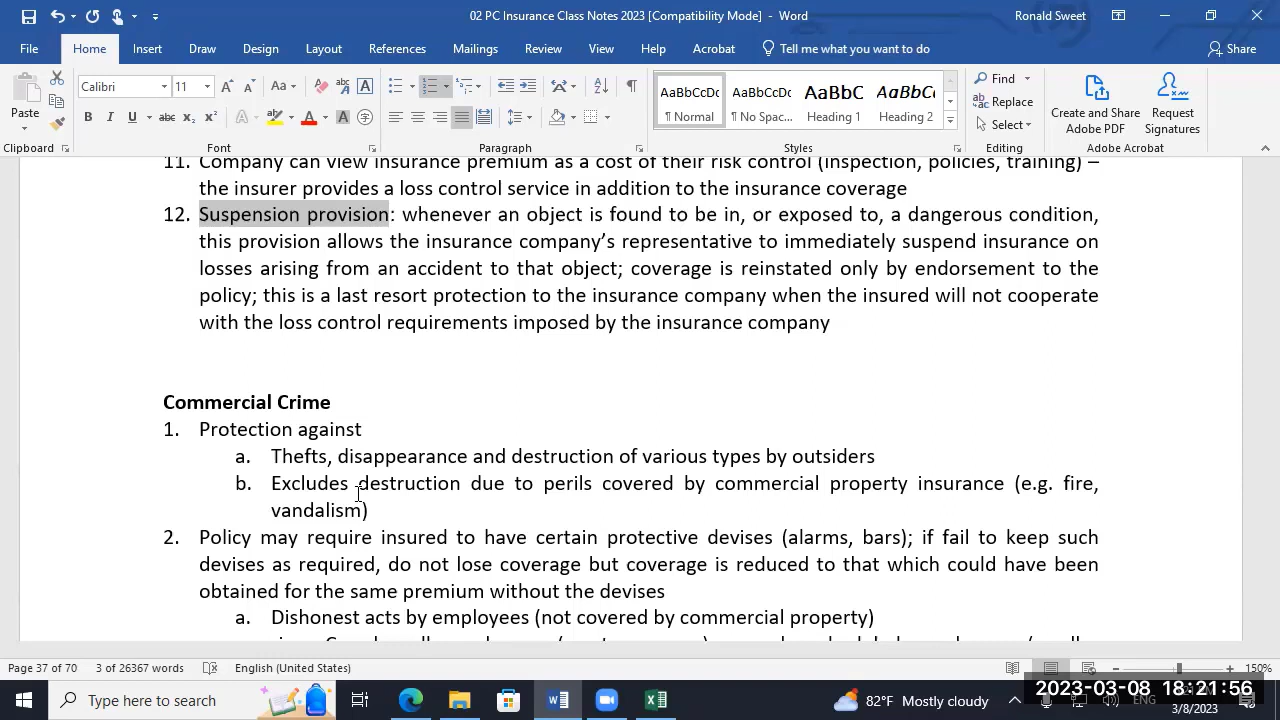 02 PC Insurance Class Notes 2023 [Compatibility Mode] - Word
Ronald Sweet
File Home Insert Draw Design Layout References Mailings Review View Help Acrobat Tell me what you want to do Share
Paste
Calibri 11
AaBbCcDc AaBbCcDc AaBbC AaBbC
¶ Normal ¶ No Spac... Heading 1 Heading 2
Find
Replace
Select
Create and Share Adobe PDF
Request Signatures
Clipboard Font Paragraph Styles Editing Adobe Acrobat
11. Company can view insurance premium as a cost of their risk control (inspection, policies, training) –
the insurer provides a loss control service in addition to the insurance coverage
12. Suspension provision: whenever an object is found to be in, or exposed to, a dangerous condition,
this provision allows the insurance company’s representative to immediately suspend insurance on
losses arising from an accident to that object; coverage is reinstated only by endorsement to the
policy; this is a last resort protection to the insurance company when the insured will not cooperate
with the loss control requirements imposed by the insurance company
Commercial Crime
1. Protection against
a. Thefts, disappearance and destruction of various types by outsiders
b. Excludes destruction due to perils covered by commercial property insurance (e.g. fire,
vandalism)
2. Policy may require insured to have certain protective devises (alarms, bars); if fail to keep such
devises as required, do not lose coverage but coverage is reduced to that which could have been
obtained for the same premium without the devises
a. Dishonest acts by employees (not covered by commercial property)
Page 37 of 70 3 of 26367 words English (United States) 150%
Type here to search
82°F Mostly cloudy
ENG
2023-03-08 18:21:56
3/8/2023